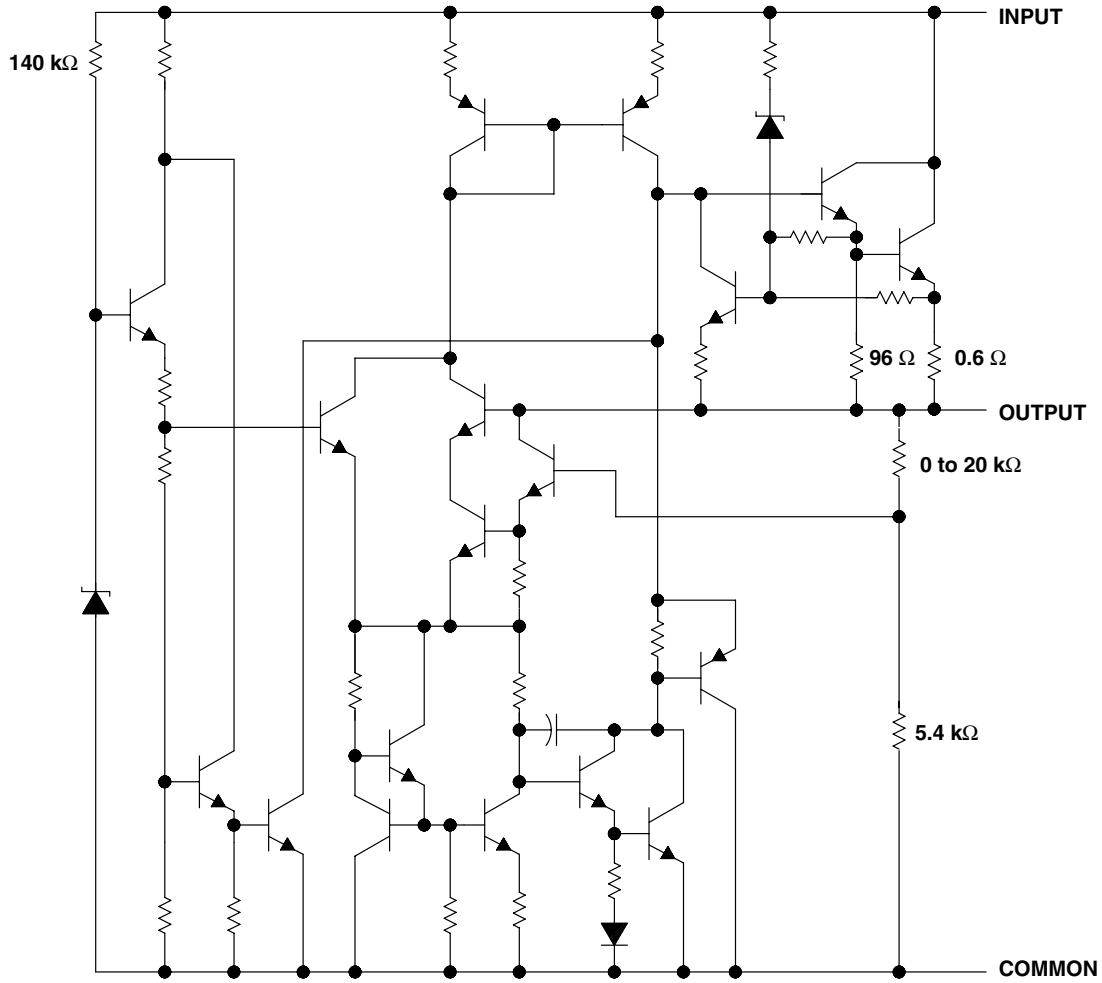 INPUT
140 kΩ
96 Ω
0.6 Ω
OUTPUT
0 to 20 kΩ
5.4 kΩ
COMMON